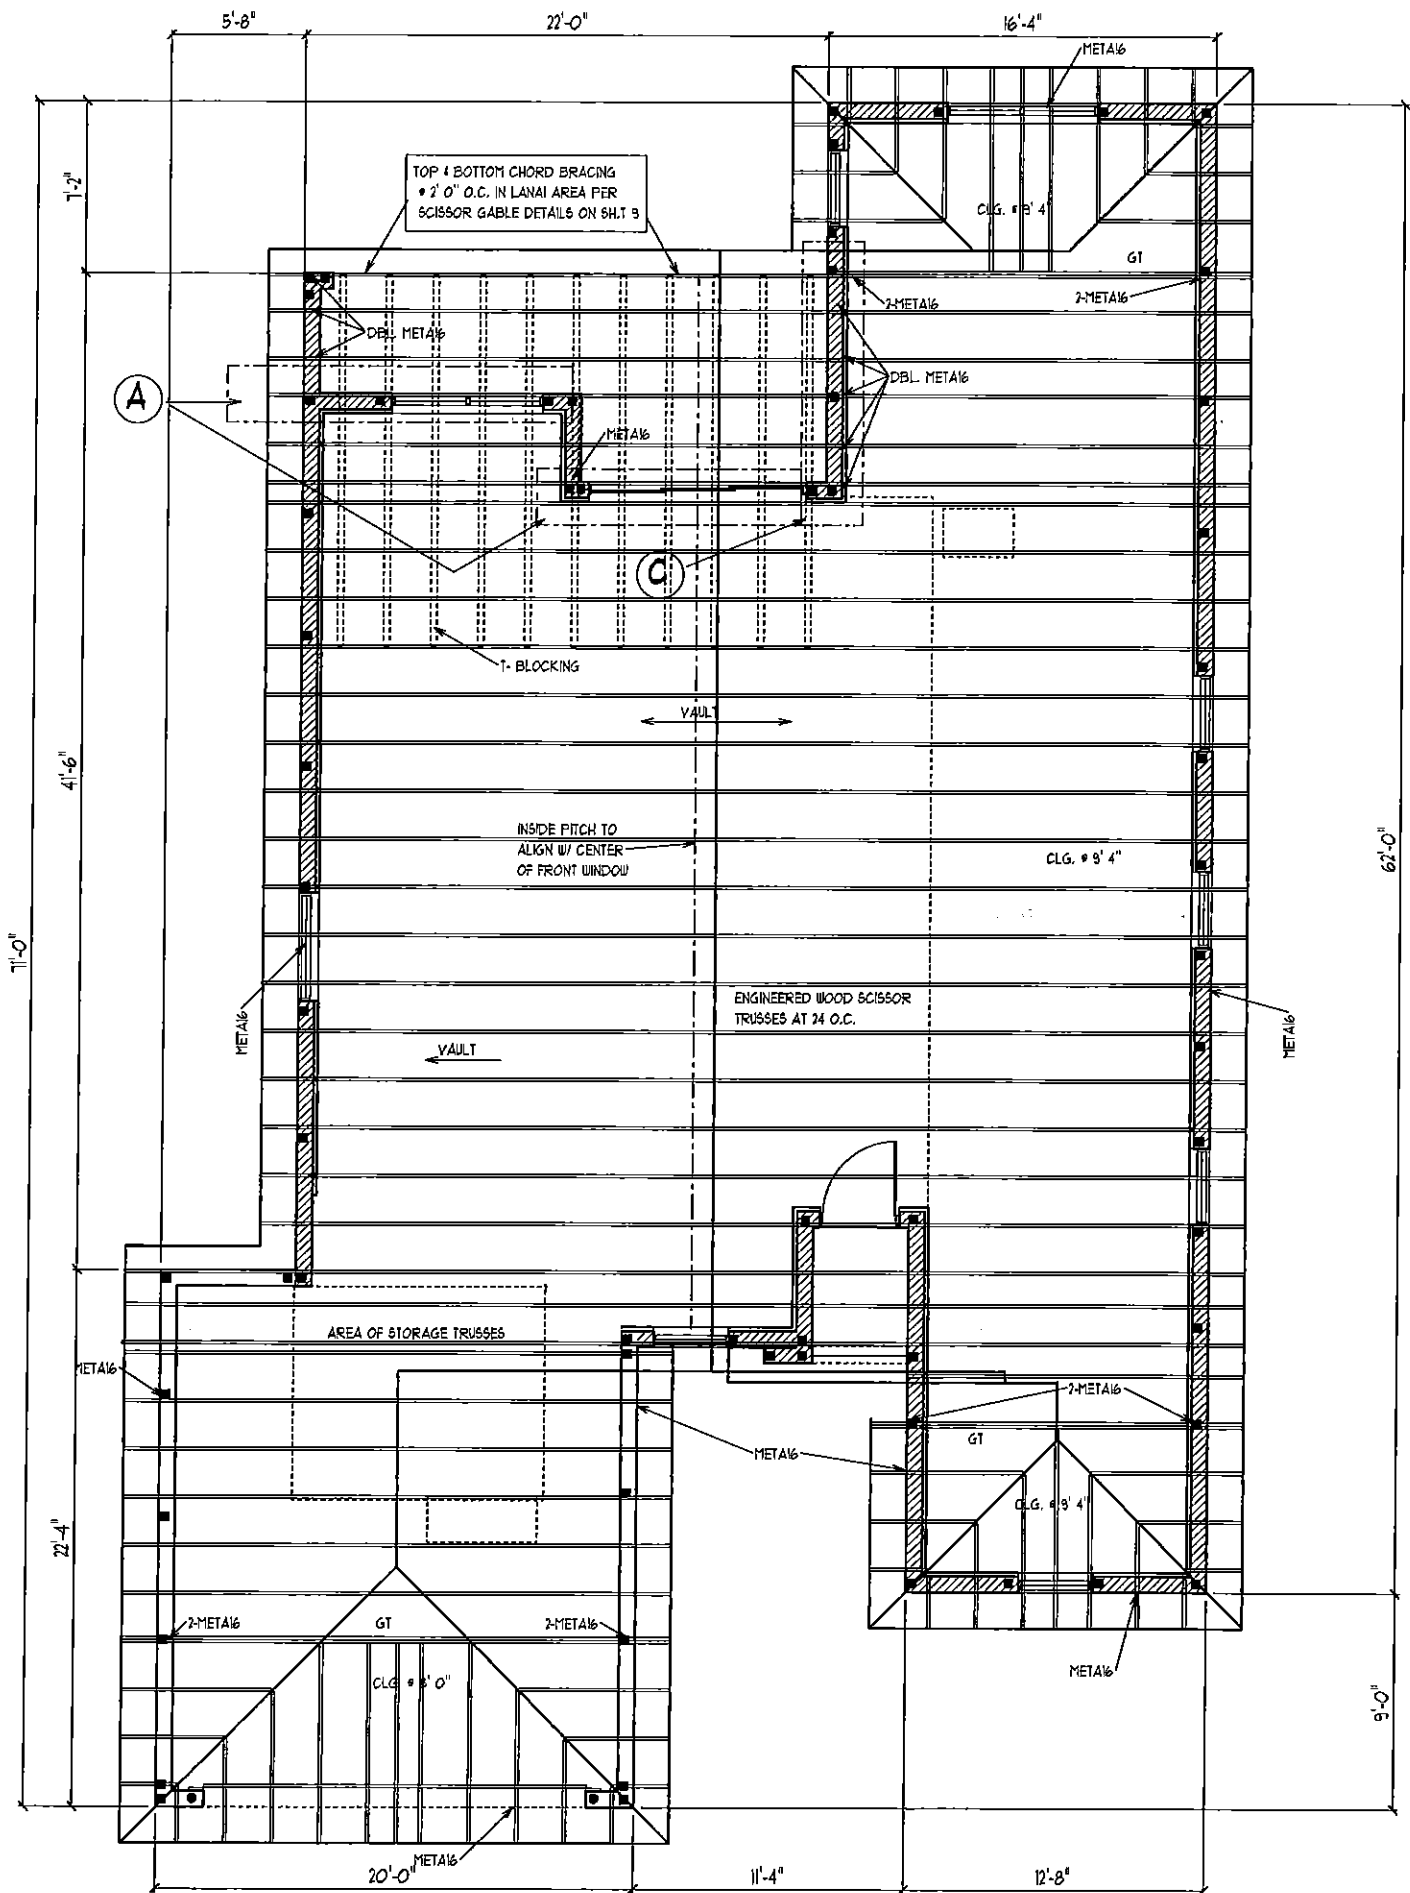 5'-8"
22'-0"
16'-4"
META16
TOP & BOTTOM CHORD BRACING
@ 2' 0" O.C. IN LANAI AREA PER
SCISSOR GABLE DETAILS ON SH.T 9
7'-2"
CLG. @ 9' 4"
GT
2-META16
2-META16
DBL. META16
DBL. META16
A
META16
C
T- BLOCKING
VAULT
41'-6"
INSIDE PITCH TO
ALIGN W/ CENTER
OF FRONT WINDOW
CLG. @ 9' 4"
62'-0"
71'-0"
ENGINEERED WOOD SCISSOR
TRUSSES AT 24 O.C.
META16
META16
VAULT
AREA OF STORAGE TRUSSES
META16
2-META16
GT
META16
CLG. @ 9' 4"
22'-4"
2-META16
GT
2-META16
META16
CLG @ 8' 0"
9'-0"
META16
20'-0"
11'-4"
12'-8"